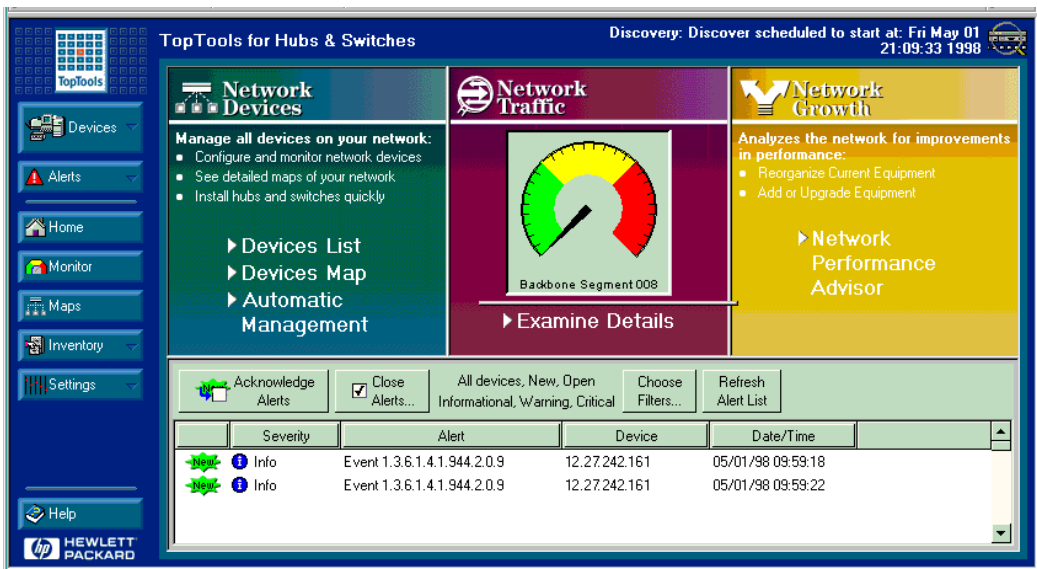 TopTools for Hubs & Switches
Discovery: Discover scheduled to start at: Fri May 01
21:09:33 1998
TopTools
Devices
Alerts
Home
Monitor
Maps
Inventory
Settings
Help
HEWLETT
PACKARD
hp
Network
Devices
Manage all devices on your network:
Configure and monitor network devices
See detailed maps of your network
Install hubs and switches quickly
Devices List
Devices Map
Automatic
Management
Network
Traffic
Backbone Segment 008
Examine Details
Network
Growth
Analyzes the network for improvements
in performance:
Reorganize Current Equipment
Add or Upgrade Equipment
Network
Performance
Advisor
Acknowledge
Alerts
Close
Alerts...
All devices, New, Open
Informational, Warning, Critical
Choose
Filters...
Refresh
Alert List
Severity Alert Device Date/Time
New Info Event 1.3.6.1.4.1.944.2.0.9 12.27.242.161 05/01/98 09:59:18
New Info Event 1.3.6.1.4.1.944.2.0.9 12.27.242.161 05/01/98 09:59:22